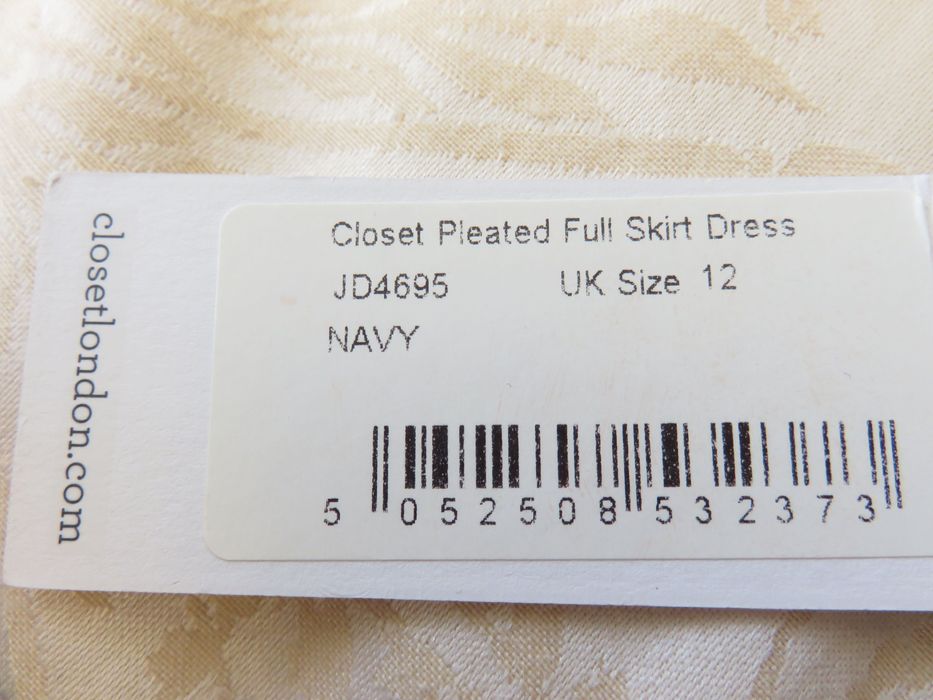 closetlondon.com
Closet Pleated Full Skirt Dress
JD4695 UK Size 12
NAVY
5 052508 532373